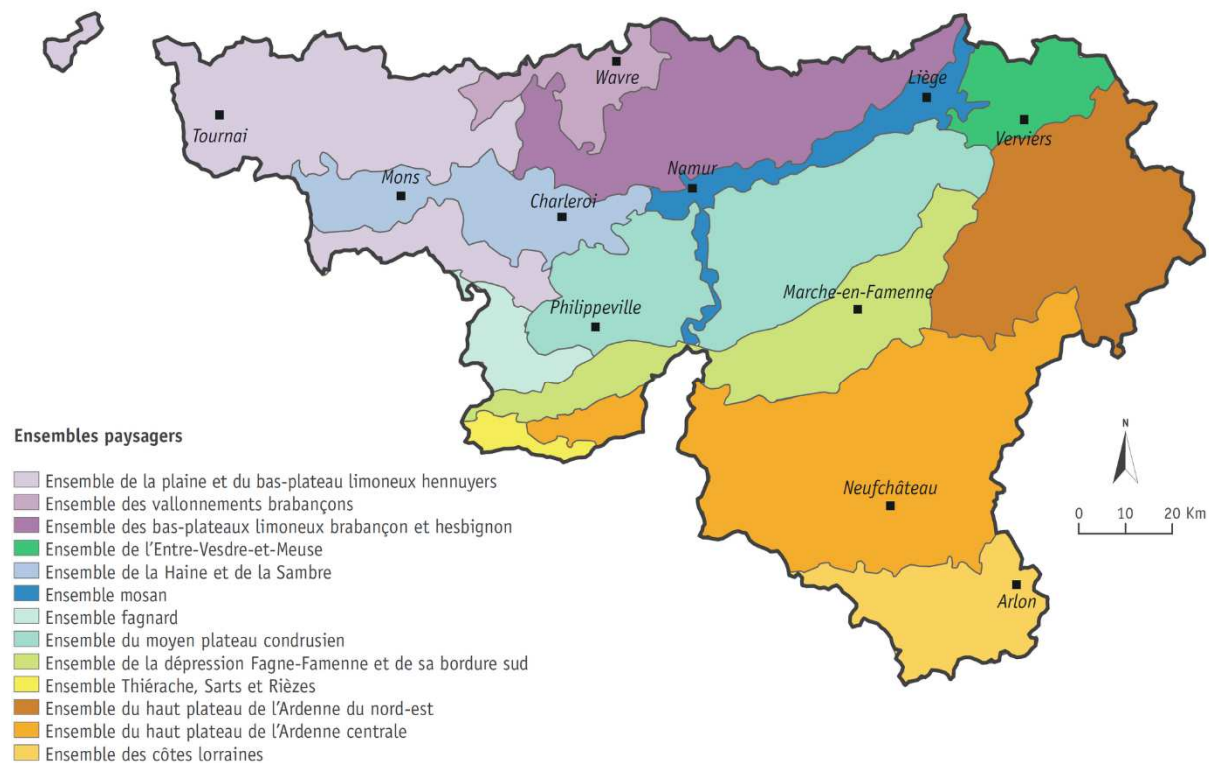 Wavre
Liège
Tournai
Verviers
Mons
Namur
Charleroi
Marche-en-Famenne
Philippeville
Neufchâteau
Arlon
N
0 10 20 Km
Ensembles paysagers
Ensemble de la plaine et du bas-plateau limoneux hennuyers
Ensemble des vallonnements brabançons
Ensemble des bas-plateaux limoneux brabançon et hesbignon
Ensemble de l'Entre-Vesdre-et-Meuse
Ensemble de la Haine et de la Sambre
Ensemble mosan
Ensemble fagnard
Ensemble du moyen plateau condrusien
Ensemble de la dépression Fagne-Famenne et de sa bordure sud
Ensemble Thiérache, Sarts et Rièzes
Ensemble du haut plateau de l'Ardenne du nord-est
Ensemble du haut plateau de l'Ardenne centrale
Ensemble des côtes lorraines